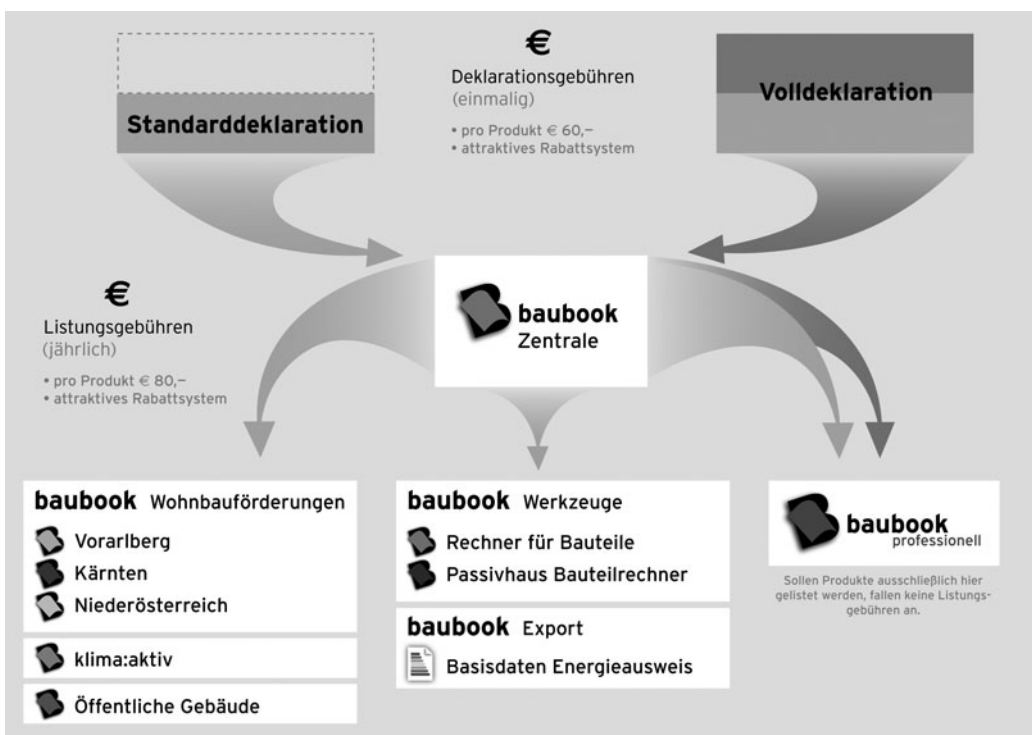 €
Deklarationsgebühren
(einmalig)
• pro Produkt € 60,–
• attraktives Rabattsystem
Standarddeklaration
Volldeklaration
€
Listungsgebühren
(jährlich)
• pro Produkt € 80,–
• attraktives Rabattsystem
baubook
Zentrale
baubook Wohnbauförderungen
Vorarlberg
Kärnten
Niederösterreich
klima:aktiv
Öffentliche Gebäude
baubook Werkzeuge
Rechner für Bauteile
Passivhaus Bauteilrechner
baubook Export
Basisdaten Energieausweis
baubook
professionell
Sollen Produkte ausschließlich hier
gelistet werden, fallen keine Listungs-
gebühren an.